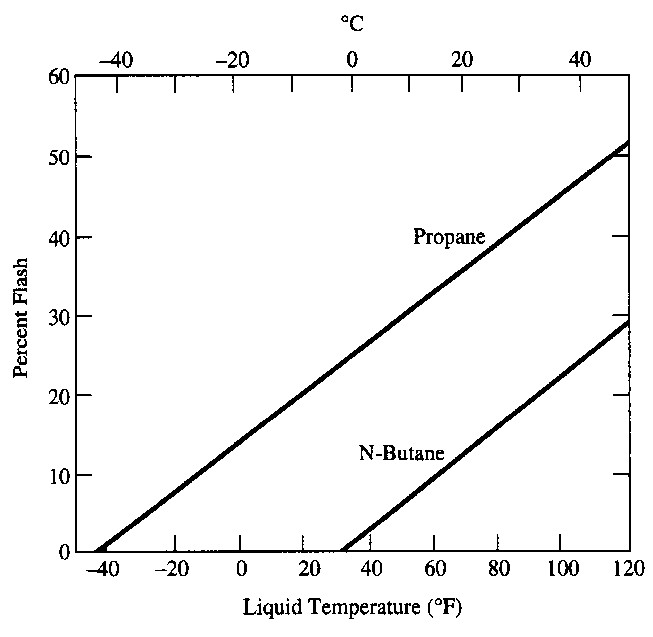 °C
–40 –20 0 20 40
60
50
40
30
20
10
0
Percent Flash
Propane
N-Butane
–40 –20 0 20 40 60 80 100 120
Liquid Temperature (°F)